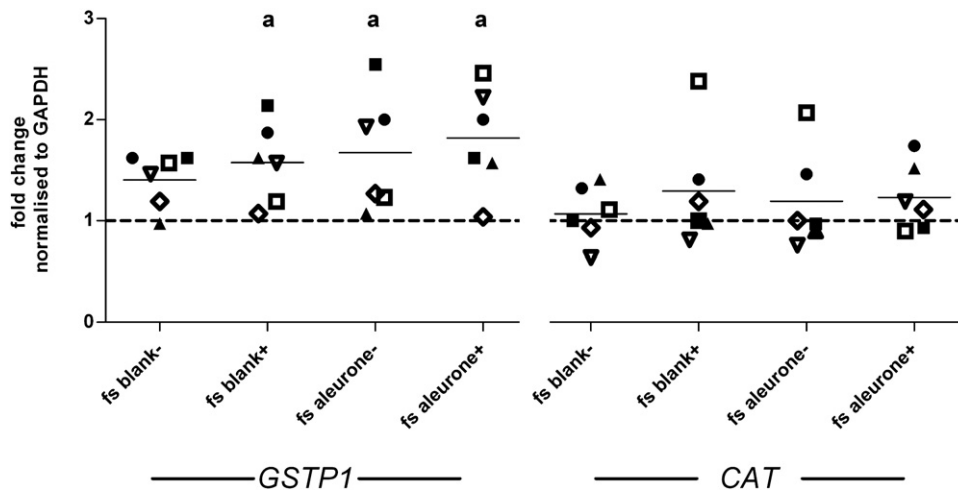 fold change
normalised to GAPDH
3
2
1
0
a a a
fs blank- fs blank+ fs aleurone- fs aleurone+ fs blank- fs blank+ fs aleurone- fs aleurone+
GSTP1 CAT